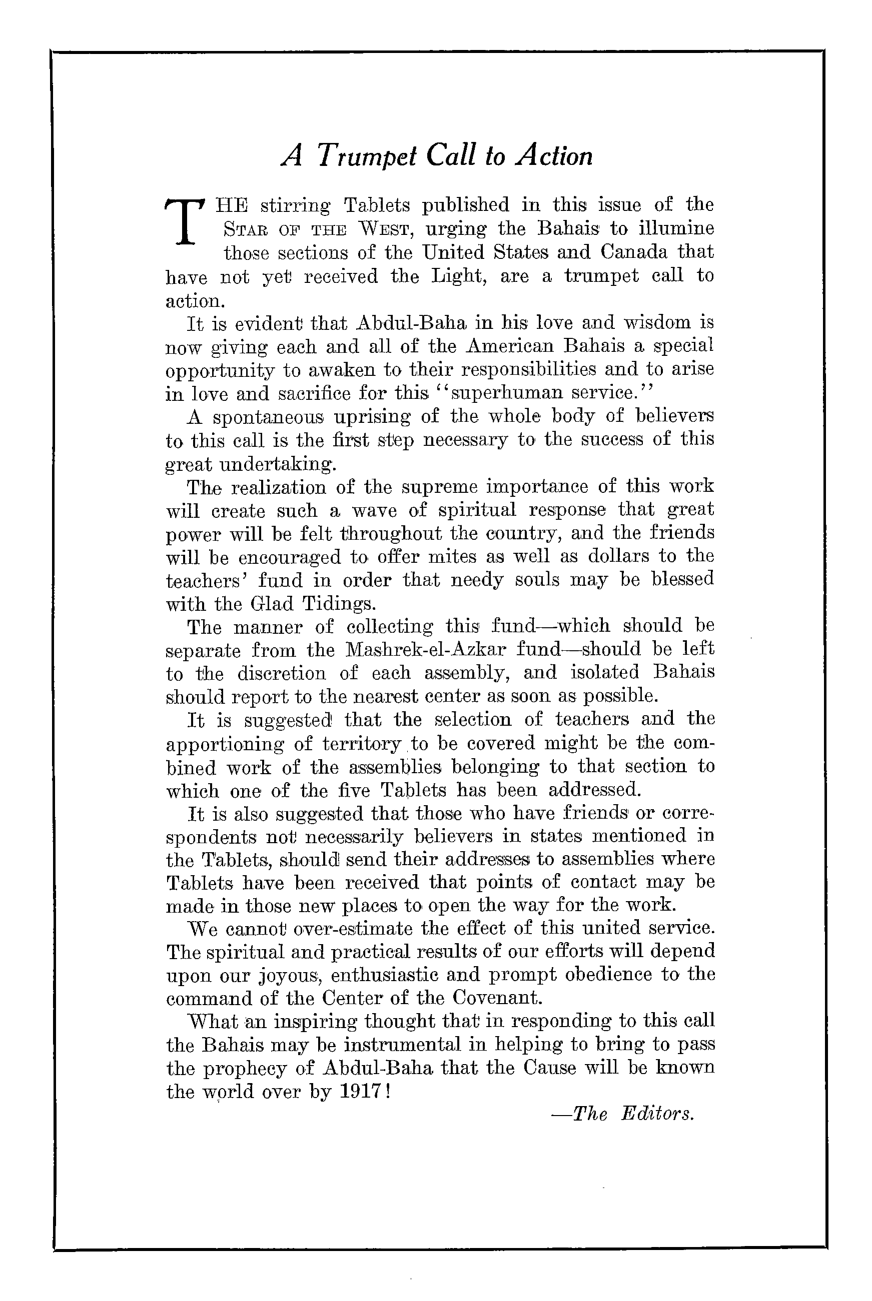 A Trumpet Call to Action
THE stirring Tablets published in this issue of the
STAR OF THE WEST, urging the Bahais to illumine
those sections of the United States and Canada that
have not yet received the Light, are a trumpet call to
action.
It is evident that Abdul-Baha in his love and wisdom is
now giving each and all of the American Bahais a special
opportunity to awaken to their responsibilities and to arise
in love and sacrifice for this "superhuman service."
A spontaneous uprising of the whole body of believers
to this call is the first step necessary to the success of this
great undertaking.
The realization of the supreme importance of this work
will create such a wave of spiritual response that great
power will be felt throughout the country, and the friends
will be encouraged to offer mites as well as dollars to the
teachers' fund in order that needy souls may be blessed
with the Glad Tidings.
The manner of collecting this fund—which should be
separate from the Mashrek-el-Azkar fund—should be left
to the discretion of each assembly, and isolated Bahais
should report to the nearest center as soon as possible.
It is suggested that the selection of teachers and the
apportioning of territory to be covered might be the com-
bined work of the assemblies belonging to that section to
which one of the five Tablets has been addressed.
It is also suggested that those who have friends or corre-
spondents not necessarily believers in states mentioned in
the Tablets, should send their addresses to assemblies where
Tablets have been received that points of contact may be
made in those new places to open the way for the work.
We cannot over-estimate the effect of this united service.
The spiritual and practical results of our efforts will depend
upon our joyous, enthusiastic and prompt obedience to the
command of the Center of the Covenant.
What an inspiring thought that in responding to this call
the Bahais may be instrumental in helping to bring to pass
the prophecy of Abdul-Baha that the Cause will be known
the world over by 1917!
—The Editors.